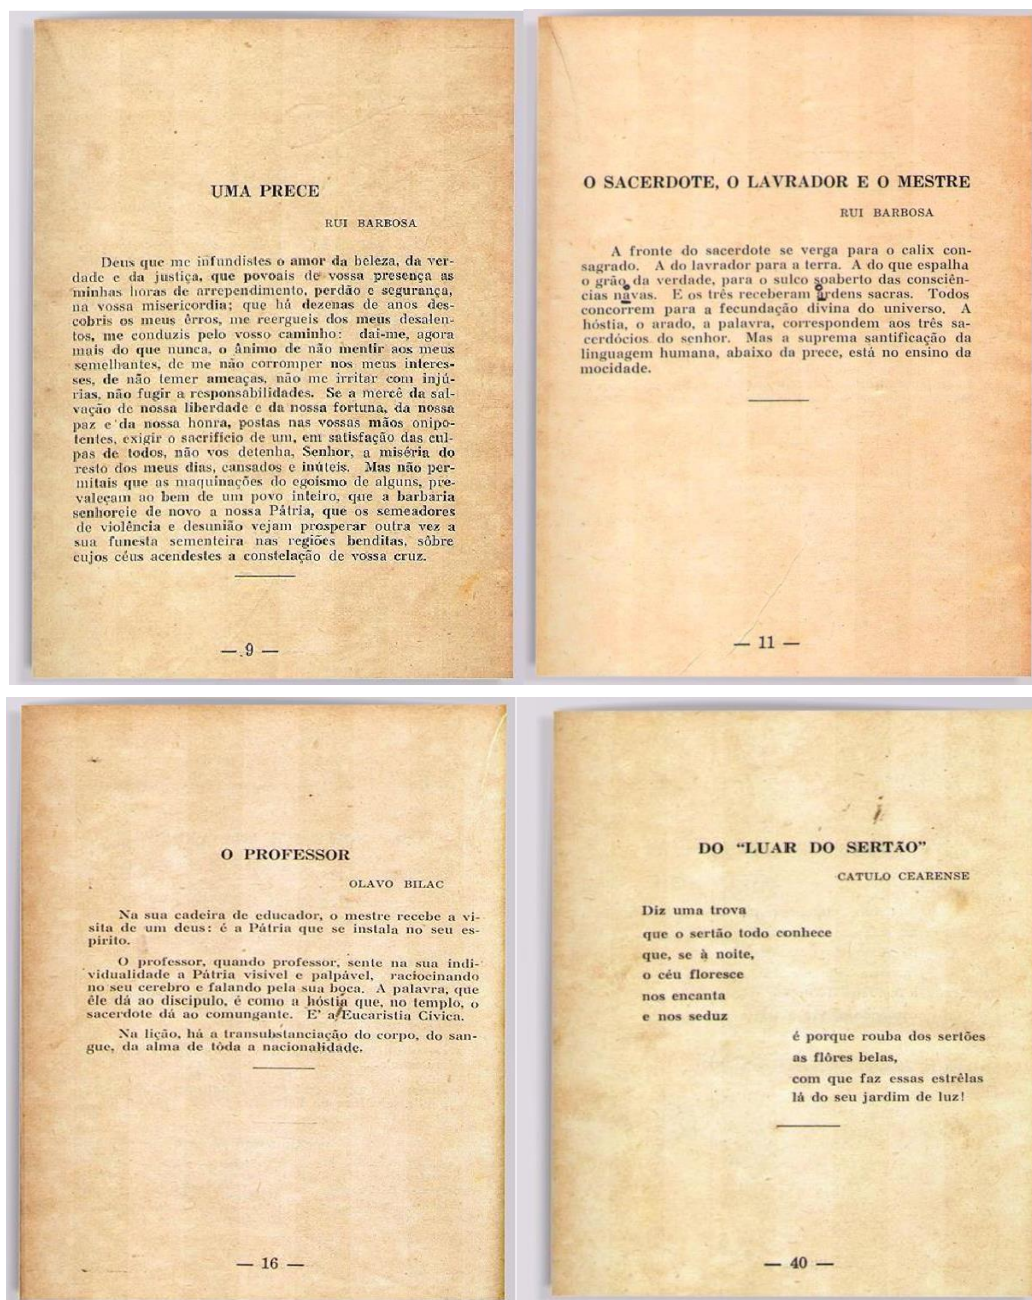 UMA PRECE
RUI BARBOSA
Deus que me infundistes o amor da beleza, da ver-
dade e da justiça, que povoais de vossa presença as
minhas horas de arrependimento, perdão e segurança,
na vossa misericordia; que há dezenas de anos des-
cobris os meus êrros, me reergueis dos meus desalen-
tos, me conduzis pelo vosso caminho: dai-me, agora
mais do que nunca, o ânimo de não mentir aos meus
semelhantes, de me não corromper nos meus interes-
ses, de não temer ameaças, não me irritar com injú-
rias, não fugir a responsabilidades. Se a mercê da sal-
vação de nossa liberdade e da nossa fortuna, da nossa
paz e da nossa honra, postas nas vossas mãos onipo-
tentes, exigir o sacrifício de um, em satisfação das cul-
pas de todos, não vos detenha, Senhor, a miséria do
resto dos meus dias, cansados e inúteis. Mas não per-
mitais que as maquinações do egoísmo de alguns, pre-
valeçam ao bem de um povo inteiro, que a barbaria
senhoreie de novo a nossa Pátria, que os semeadores
de violência e desunião vejam prosperar outra vez a
sua funesta sementeira nas regiões benditas, sôbre
cujos céus acendestes a constelação de vossa cruz.
— 9 —
O SACERDOTE, O LAVRADOR E O MESTRE
RUI BARBOSA
A fronte do sacerdote se verga para o calix con-
sagrado. A do lavrador para a terra. A do que espalha
o grão da verdade, para o sulco soaberto das consciên-
cias navas. E os três receberam ordens sacras. Todos
concorrem para a fecundação divina do universo. A
hóstia, o arado, a palavra, correspondem aos três sa-
cerdócios do senhor. Mas a suprema santificação da
linguagem humana, abaixo da prece, está no ensino da
mocidade.
— 11 —
O PROFESSOR
OLAVO BILAC
Na sua cadeira de educador, o mestre recebe a vi-
sita de um deus: é a Pátria que se instala no seu es-
pírito.
O professor, quando professor, sente na sua indi-
vidualidade a Pátria visível e palpável, raciocinando
no seu cerebro e falando pela sua boca. A palavra, que
êle dá ao discípulo, é como a hóstia que, no templo, o
sacerdote dá ao comungante. E' a Eucaristia Cívica.
Na lição, há a transubstanciação do corpo, do san-
gue, da alma de tôda a nacionalidade.
— 16 —
DO “LUAR DO SERTÃO”
CATULO CEARENSE
Diz uma trova
que o sertão todo conhece
que, se à noite,
o céu floresce
nos encanta
e nos seduz
é porque rouba dos sertões
as flôres belas,
com que faz essas estrêlas
lá do seu jardim de luz!
— 40 —